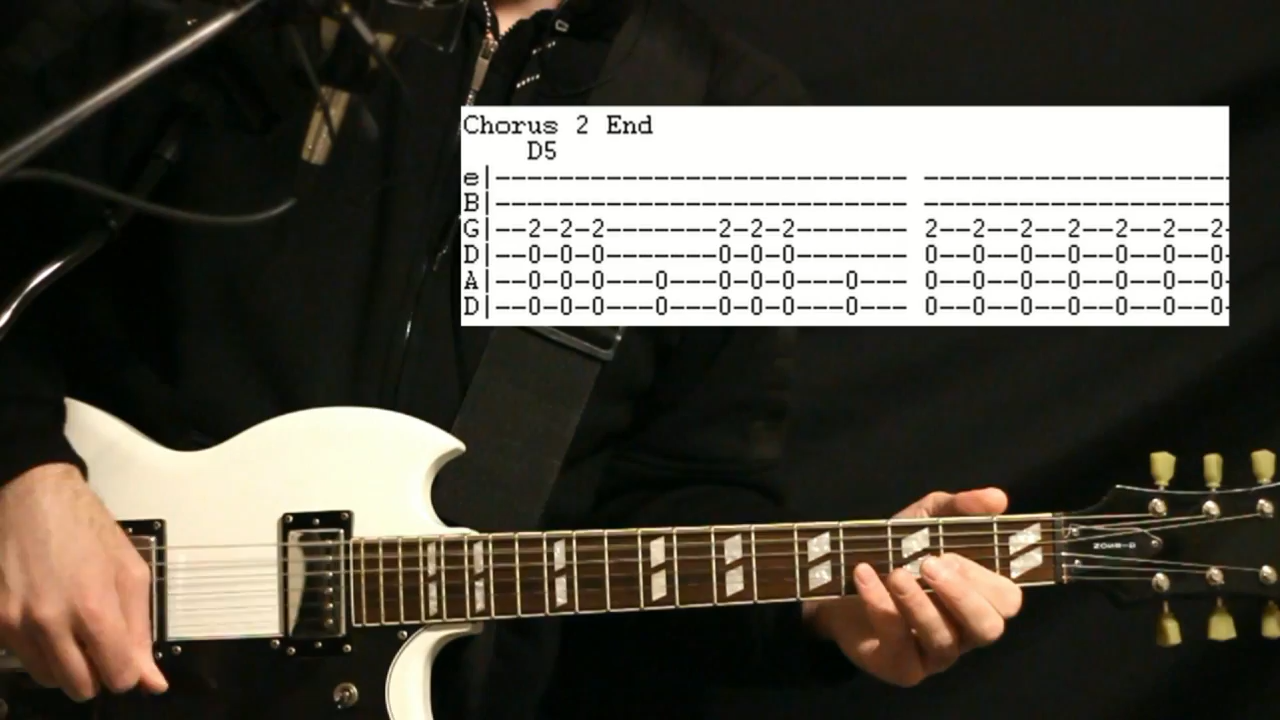 Chorus 2 End
D5
e|-------------------------- -------------------
B|-------------------------- -------------------
G|--2-2-2-------2-2-2------- 2--2--2--2--2--2--2-
D|--0-0-0-------0-0-0------- 0--0--0--0--0--0--0-
A|--0-0-0---0---0-0-0---0--- 0--0--0--0--0--0--0-
D|--0-0-0---0---0-0-0---0--- 0--0--0--0--0--0--0-